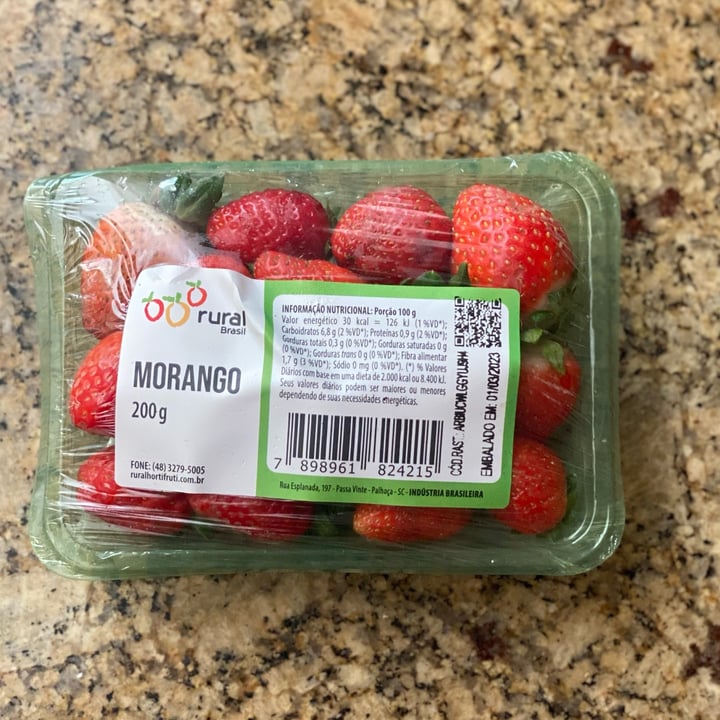 rural
Brasil
MORANGO
200g
FONE: (48) 3279-5005
ruralhortifruti.com.br
INFORMAÇÃO NUTRICIONAL: Porção 100 g
Valor energético 30 kcal = 126 kJ (1 %VD*);
Carboidratos 6,8 g (2 %VD*); Proteínas 0,9 g (2 %VD*);
Gorduras totais 0,3 g (0 %VD*); Gorduras saturadas 0 g
(0 %VD*); Gorduras trans 0 g (0 %VD*); Fibra alimentar
1,7 g (3 %VD*); Sódio 0 mg (0 %VD*). (*) % Valores
Diários com base em uma dieta de 2.000 kcal ou 8.400 kJ.
Seus valores diários podem ser maiores ou menores
dependendo de suas necessidades energéticas.
7 898961 824215
CÓD.RAST
EMBALADO EM: 01/03/2023
Rua Esplanada, 197 - Passa Vinte - Palhoça - SC - INDÚSTRIA BRASILEIRA